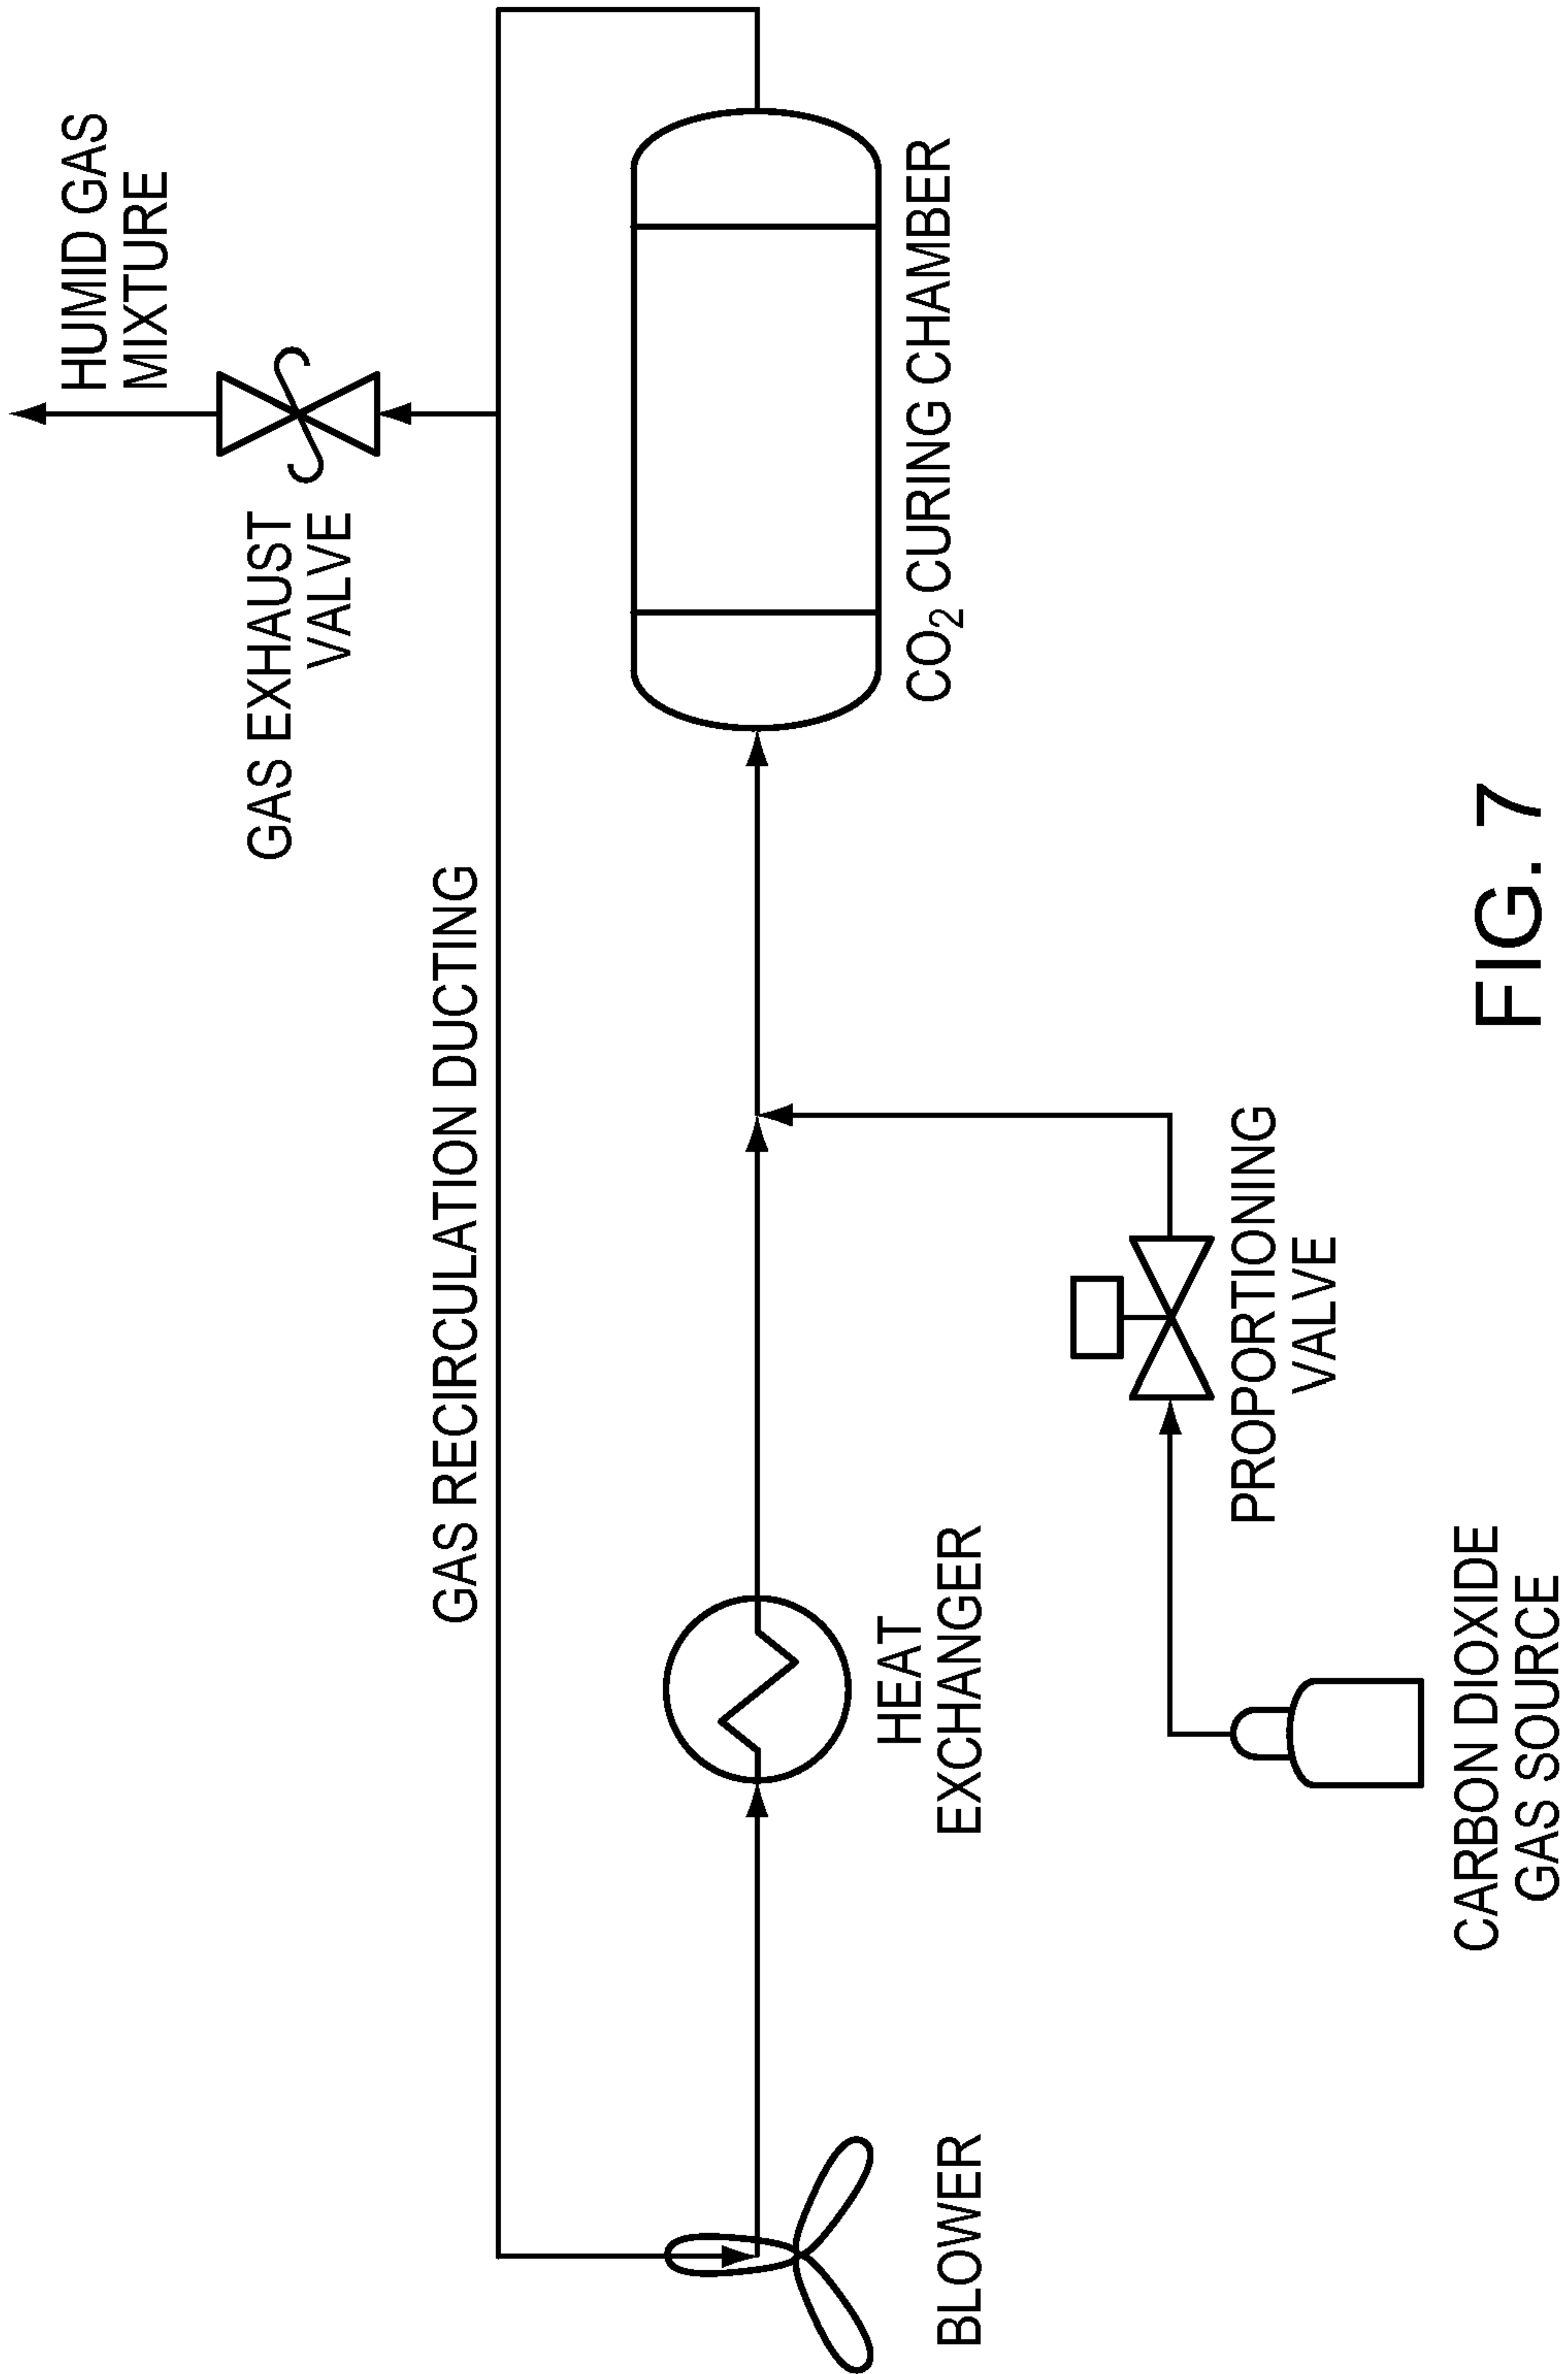 HUMID GAS
MIXTURE
GAS EXHAUST
VALVE
GAS RECIRCULATION DUCTING
CO₂ CURING CHAMBER
HEAT
EXCHANGER
BLOWER
PROPORTIONING
VALVE
CARBON DIOXIDE
GAS SOURCE
FIG. 7